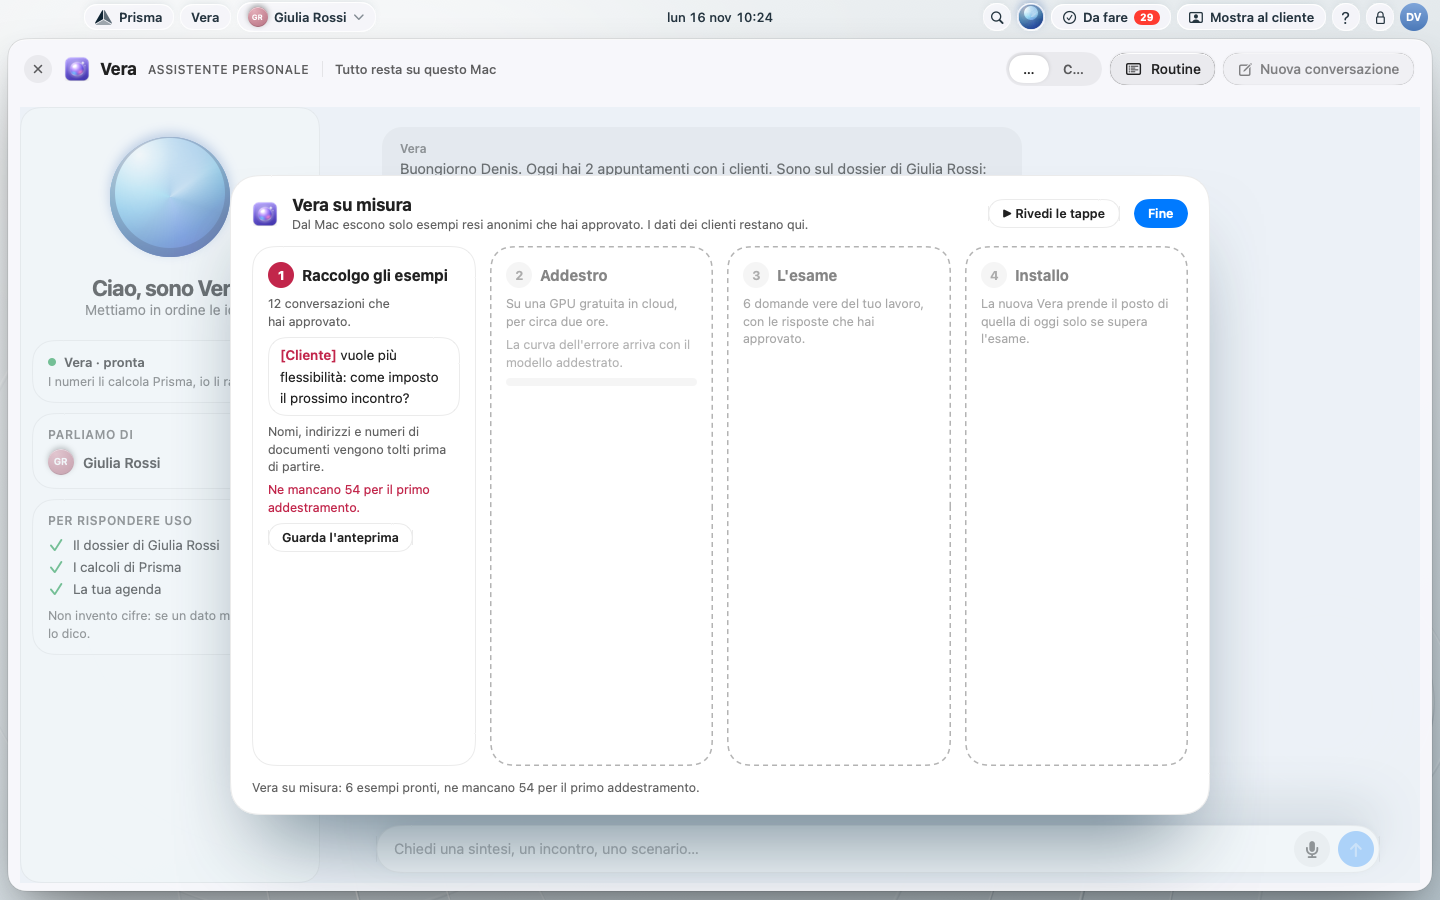 Prisma
Vera
GR Giulia Rossi
lun 16 nov 10:24
Da fare 29
Mostra al cliente
?
DV
Vera ASSISTENTE PERSONALE
Tutto resta su questo Mac
...
C...
Routine
Nuova conversazione
Vera
Buongiorno Denis. Oggi hai 2 appuntamenti con i clienti. Sono sul dossier di Giulia Rossi:
Ciao, sono Ver
Mettiamo in ordine le
Vera · pronta
I numeri li calcola Prisma, io li
PARLIAMO DI
GR Giulia Rossi
PER RISPONDERE USO
Il dossier di Giulia Rossi
I calcoli di Prisma
La tua agenda
Non invento cifre: se un dato
lo dico.
Vera su misura
Dal Mac escono solo esempi resi anonimi che hai approvato. I dati dei clienti restano qui.
Rivedi le tappe
Fine
1 Raccolgo gli esempi
12 conversazioni che
hai approvato.
[Cliente] vuole più
flessibilità: come imposto
il prossimo incontro?
Nomi, indirizzi e numeri di
documenti vengono tolti prima
di partire.
Ne mancano 54 per il primo
addestramento.
Guarda l'anteprima
2 Addestro
Su una GPU gratuita in cloud,
per circa due ore.
La curva dell'errore arriva con il
modello addestrato.
3 L'esame
6 domande vere del tuo lavoro,
con le risposte che hai
approvato.
4 Installo
La nuova Vera prende il posto di
quella di oggi solo se supera
l'esame.
Vera su misura: 6 esempi pronti, ne mancano 54 per il primo addestramento.
Chiedi una sintesi, un incontro, uno scenario...